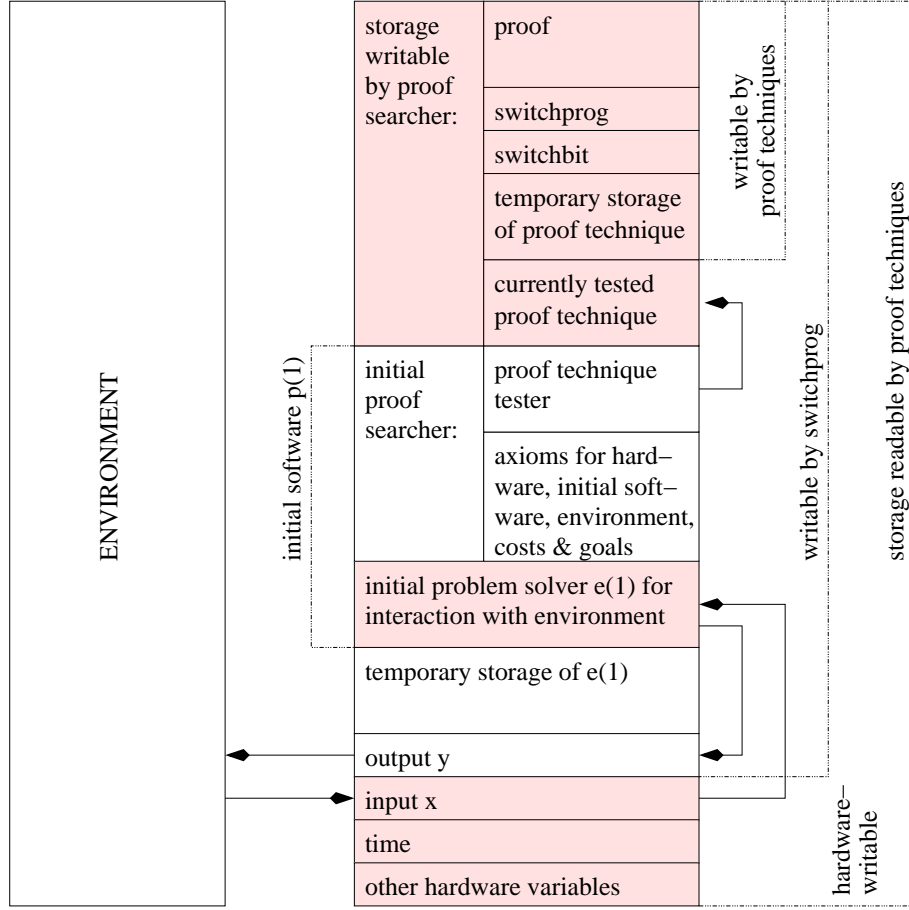 ENVIRONMENT
initial software p(1)
storage
writable
by proof
searcher:
proof
switchprog
switchbit
temporary storage
of proof technique
currently tested
proof technique
initial
proof
searcher:
proof technique
tester
axioms for hard−
ware, initial soft−
ware, environment,
costs & goals
initial problem solver e(1) for
interaction with environment
temporary storage of e(1)
output y
input x
time
other hardware variables
writable by
proof techniques
writable by switchprog
hardware−
writable
storage readable by proof techniques